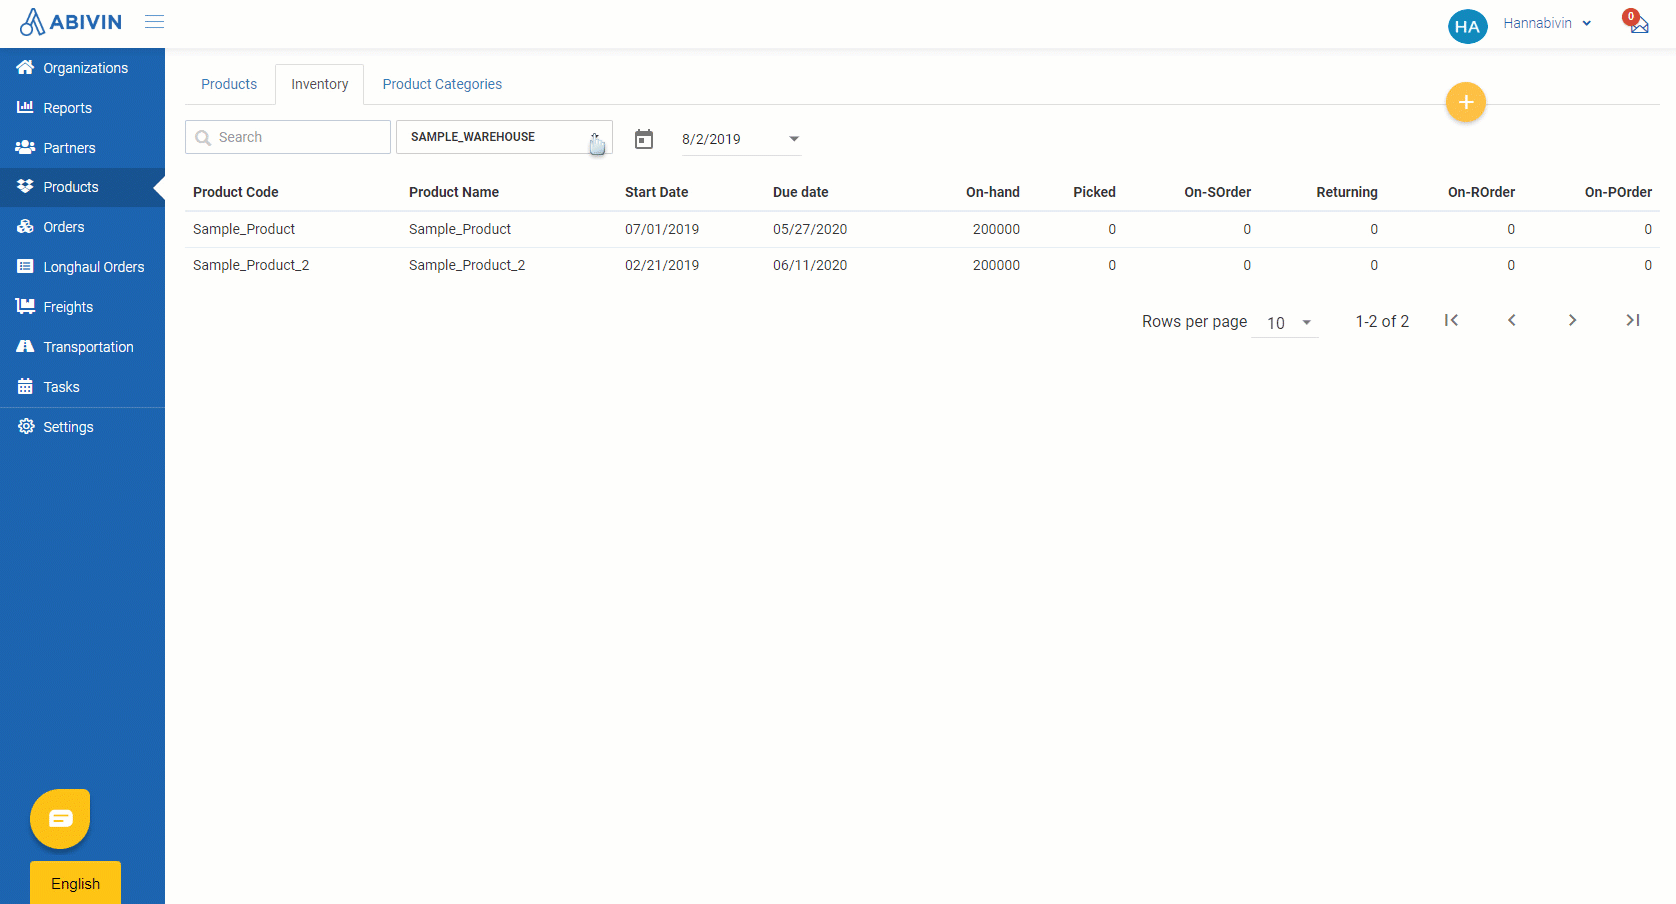 ABIVIN
HA
Hannabivin
0
Organizations
Reports
Partners
Products
Orders
Longhaul Orders
Freights
Transportation
Tasks
Settings
English
Products Inventory Product Categories
+
Search SAMPLE_WAREHOUSE 8/2/2019
Product Code Product Name Start Date Due date On-hand Picked On-SOrder Returning On-ROrder On-POrder
Sample_Product Sample_Product 07/01/2019 05/27/2020 200000 0 0 0 0 0
Sample_Product_2 Sample_Product_2 02/21/2019 06/11/2020 200000 0 0 0 0 0
Rows per page 10 1-2 of 2